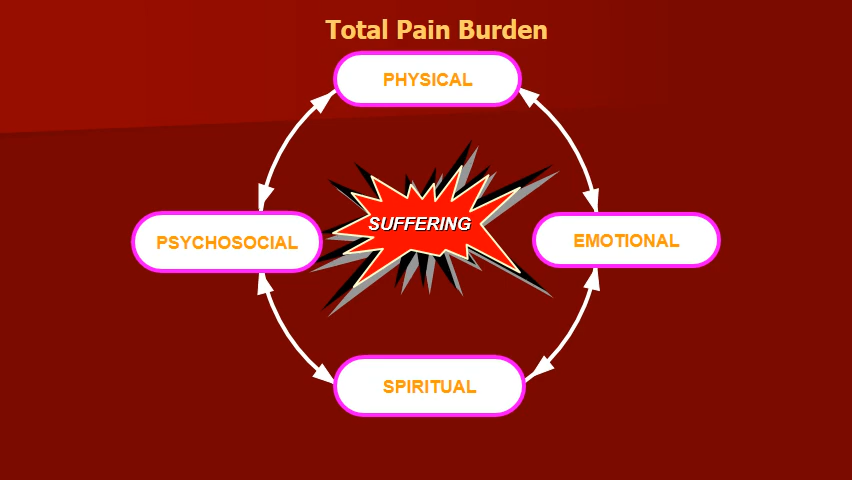 Total Pain Burden
PHYSICAL
SUFFERING
PSYCHOSOCIAL
EMOTIONAL
SPIRITUAL